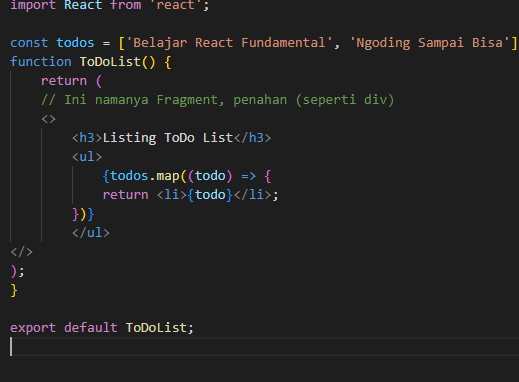 import React from 'react';
const todos = ['Belajar React Fundamental', 'Ngoding Sampai Bisa']
function ToDoList() {
return (
// Ini namanya Fragment, penahan (seperti div)
<>
<h3>Listing ToDo List</h3>
<ul>
{todos.map((todo) => {
return <li>{todo}</li>;
})}
</ul>
</>
);
}
export default ToDoList;